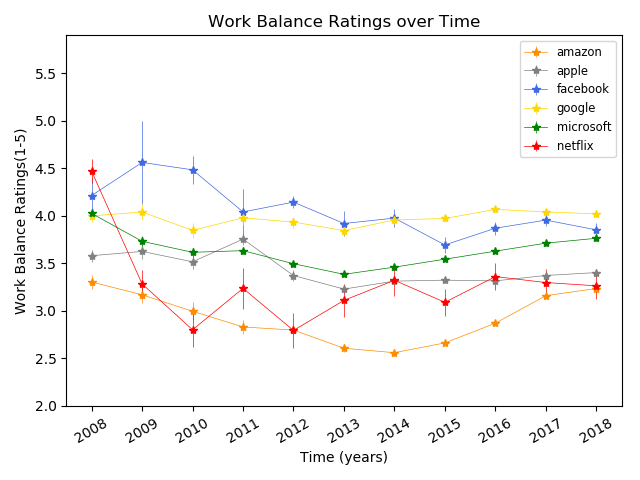 Work Balance Ratings over Time
amazon
apple
facebook
google
microsoft
netflix
Work Balance Ratings(1-5)
5.5
5.0
4.5
4.0
3.5
3.0
2.5
2.0
2008 2009 2010 2011 2012 2013 2014 2015 2016 2017 2018
Time (years)